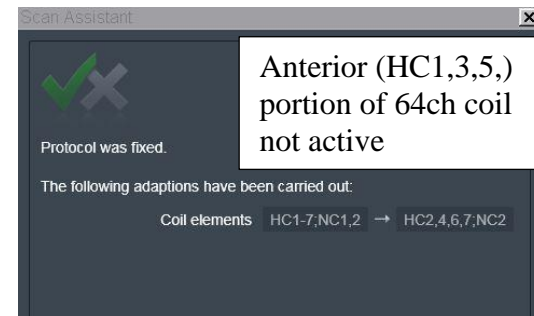 Scan Assistant
Anterior (HC1,3,5,)
portion of 64ch coil
not active
Protocol was fixed.
The following adaptions have been carried out:
Coil elements HC1-7;NC1,2 → HC2,4,6,7;NC2